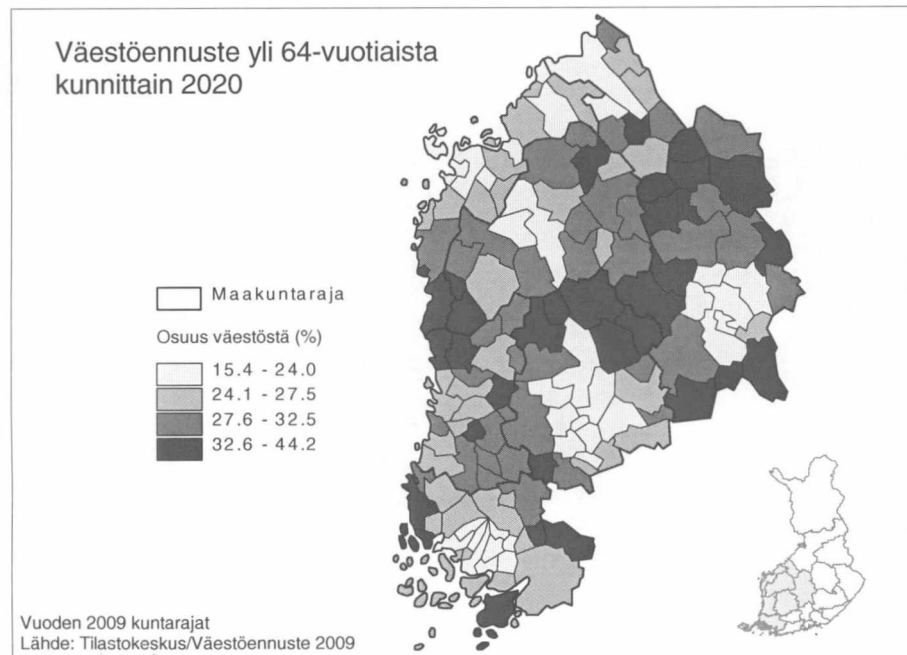 Väestöennuste yli 64-vuotiaista
kunnittain 2020
Maakuntaraja
Osuus väestöstä (%)
15.4 - 24.0
24.1 - 27.5
27.6 - 32.5
32.6 - 44.2
Vuoden 2009 kuntarajat
Lähde: Tilastokeskus/Väestöennuste 2009